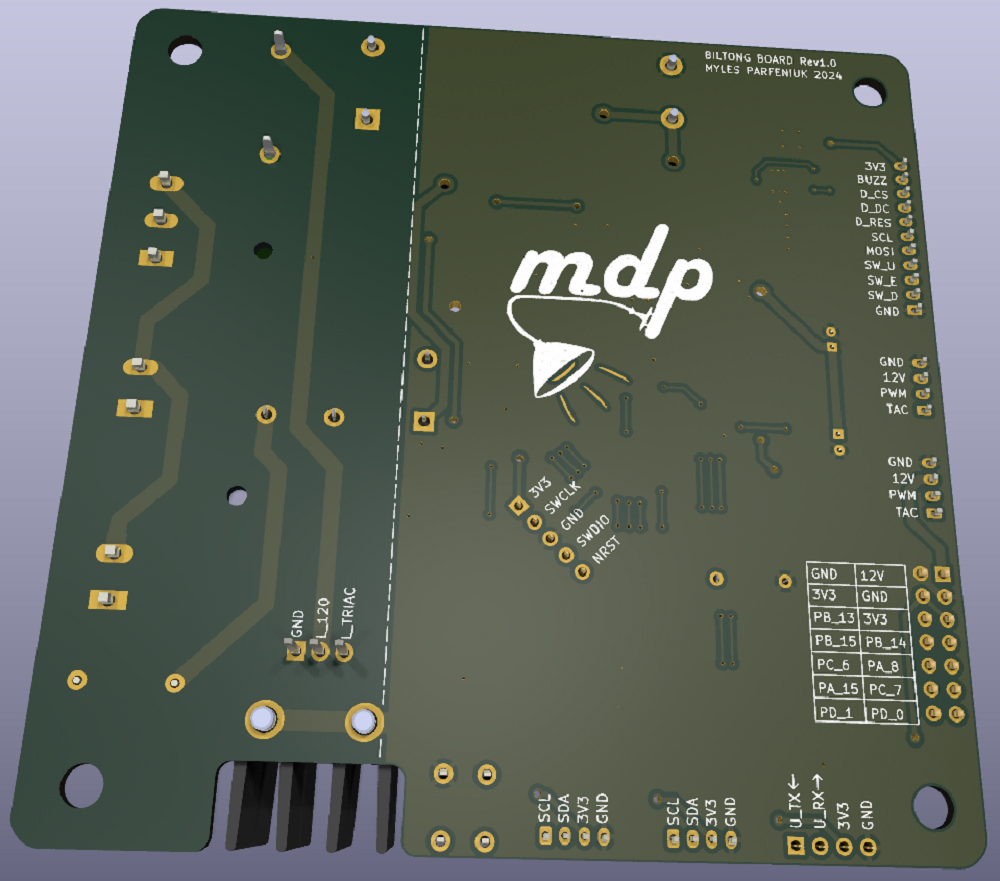 BILTONG BOARD Rev1.0
MYLES PARFENIUK 2024
3V3
BUZZ
D_CS
D_DC
D_RES
SCL
MOSI
SW_U
SW_E
SW_D
GND
mdp
GND
12V
PWM
TAC
GND
12V
PWM
TAC
3V3
SWCLK
GND
SWDIO
NRST
GND 12V
3V3 GND
PB_13 3V3
PB_15 PB_14
PC_6 PA_8
PA_15 PC_7
PD_1 PD_0
GND
L_120
L_TRIAC
SCL
SDA
3V3
GND
SCL
SDA
3V3
GND
U_TX←
U_RX→
3V3
GND